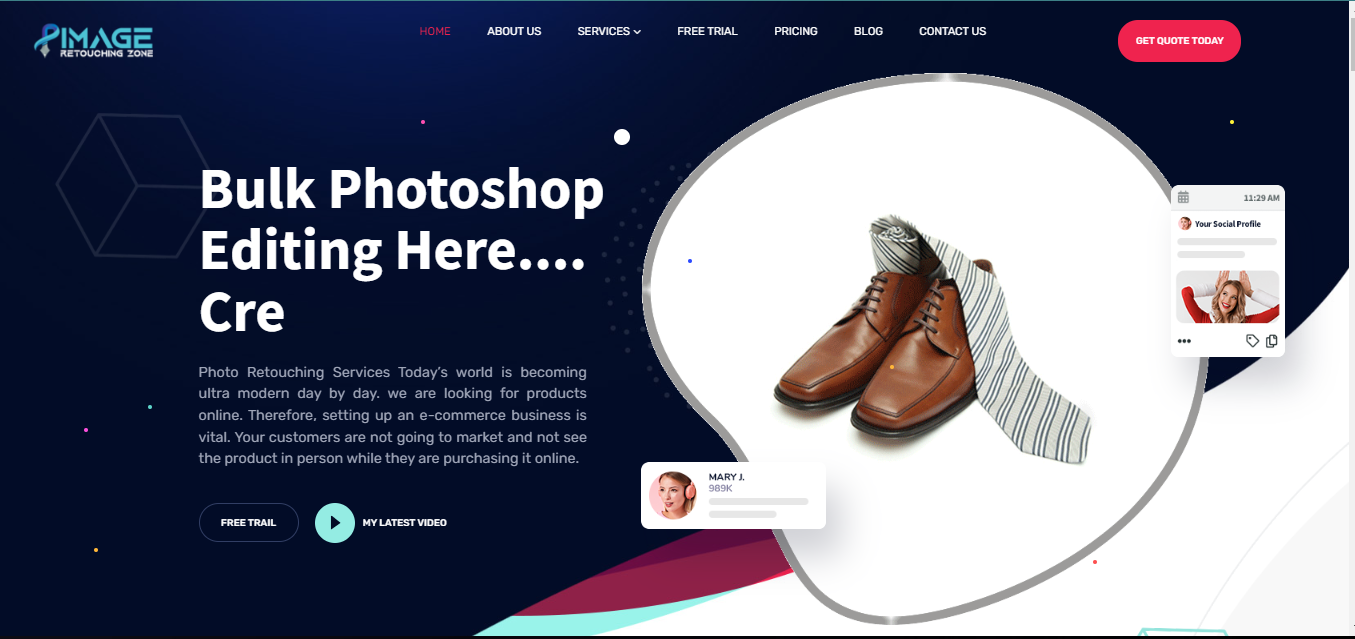 IMAGE
RETOUCHING ZONE
HOME
ABOUT US
SERVICES
FREE TRIAL
PRICING
BLOG
CONTACT US
GET QUOTE TODAY
Bulk Photoshop
Editing Here....
Cre
Photo Retouching Services Today's world is becoming
ultra modern day by day. we are looking for products
online. Therefore, setting up an e-commerce business is
vital. Your customers are not going to market and not see
the product in person while they are purchasing it online.
FREE TRAIL
MY LATEST VIDEO
11:29 AM
Your Social Profile
MARY J.
989K